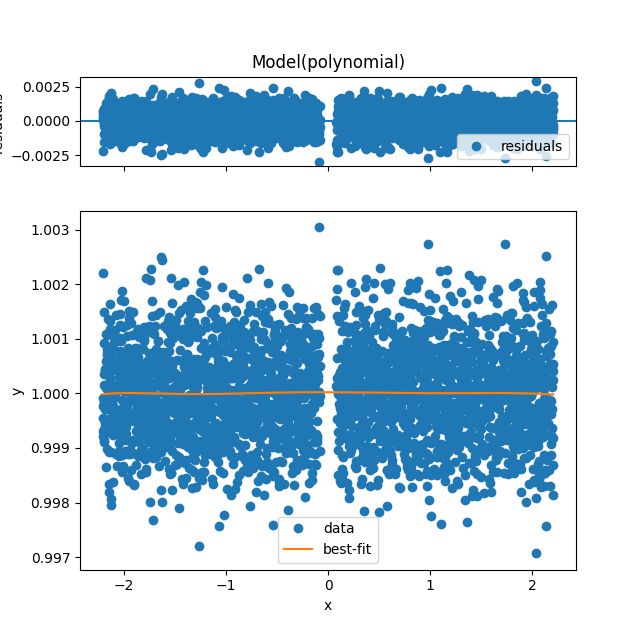 Model(polynomial)
0.0025
0.0000
−0.0025
residuals
residuals
1.003
1.002
1.001
1.000
0.999
0.998
0.997
y
data
best-fit
−2
−1
0
1
2
x